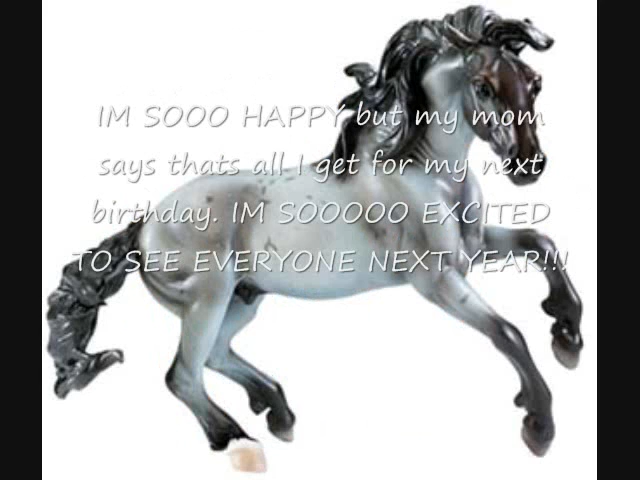 IM SOOO HAPPY but my mom
says thats all I get for my next
birthday. IM SOOOOO EXCITED
TO SEE EVERYONE NEXT YEAR!!!